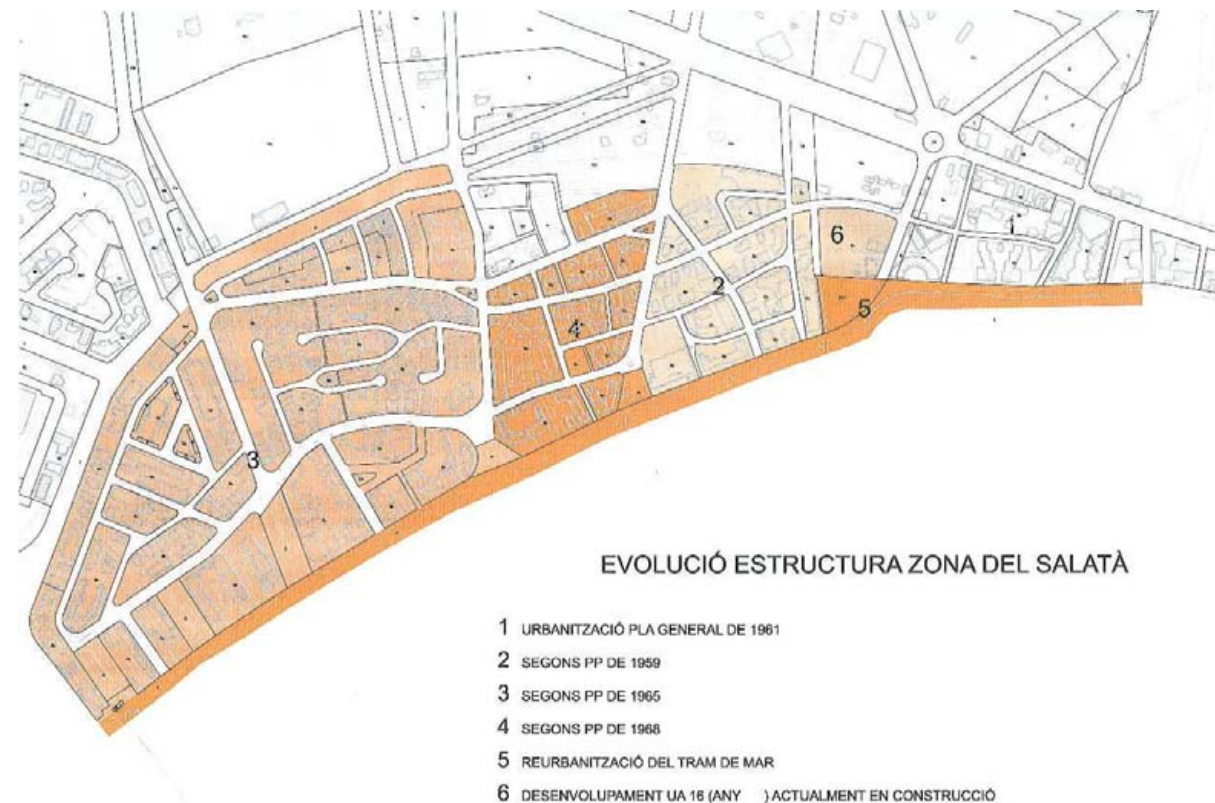 6
1
2
5
4
3
EVOLUCIÓ ESTRUCTURA ZONA DEL SALATÀ
1 URBANITZACIÓ PLA GENERAL DE 1961
2 SEGONS PP DE 1959
3 SEGONS PP DE 1965
4 SEGONS PP DE 1968
5 REURBANITZACIÓ DEL TRAM DE MAR
6 DESENVOLUPAMENT UA 16 (ANY ) ACTUALMENT EN CONSTRUCCIÓ